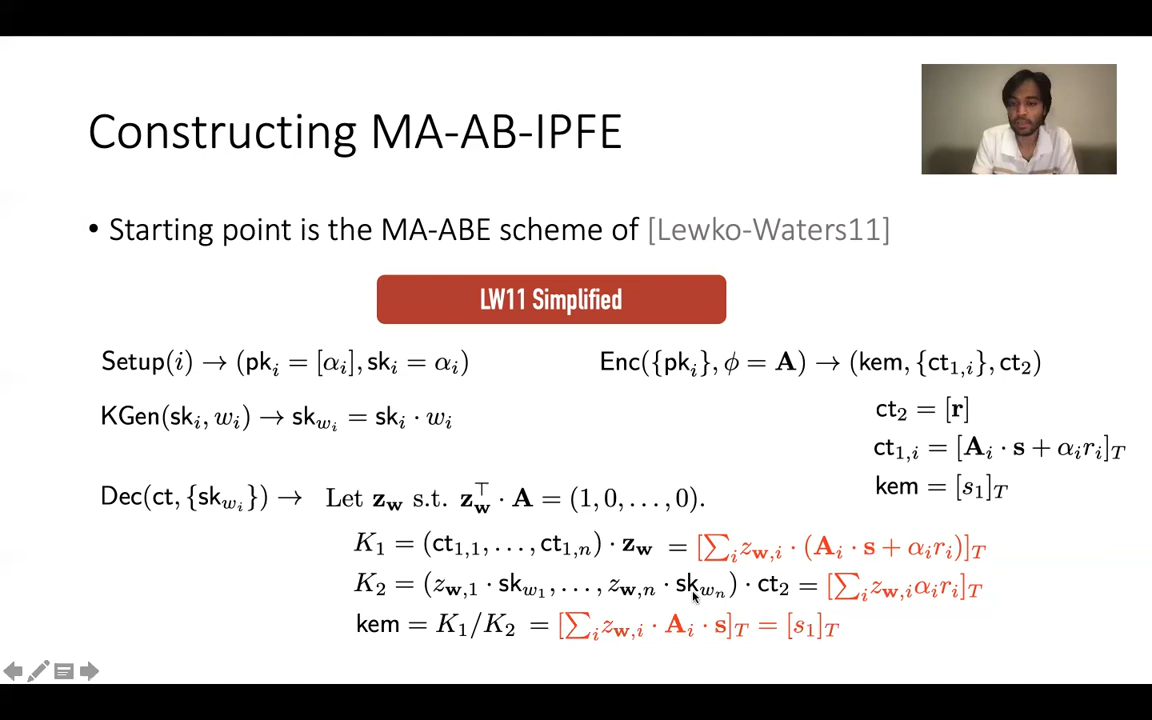 Constructing MA-AB-IPFE
• Starting point is the MA-ABE scheme of [Lewko-Waters11]
LW11 Simplified
Setup(i) → (pk_i = [α_i], sk_i = α_i)
KGen(sk_i, w_i) → sk_{w_i} = sk_i · w_i
Enc({pk_i}, ϕ = A) → (kem, {ct_{1,i}}, ct_2)
ct_2 = [r]
ct_{1,i} = [A_i · s + α_i r_i]_T
kem = [s_1]_T
Dec(ct, {sk_{w_i}}) → Let z_w s.t. z_w^⊤ · A = (1, 0, . . . , 0).
K_1 = (ct_{1,1}, . . . , ct_{1,n}) · z_w = [∑_i z_{w,i} · (A_i · s + α_i r_i)]_T
K_2 = (z_{w,1} · sk_{w_1}, . . . , z_{w,n} · sk_{w_n}) · ct_2 = [∑_i z_{w,i} α_i r_i]_T
kem = K_1/K_2 = [∑_i z_{w,i} · A_i · s]_T = [s_1]_T